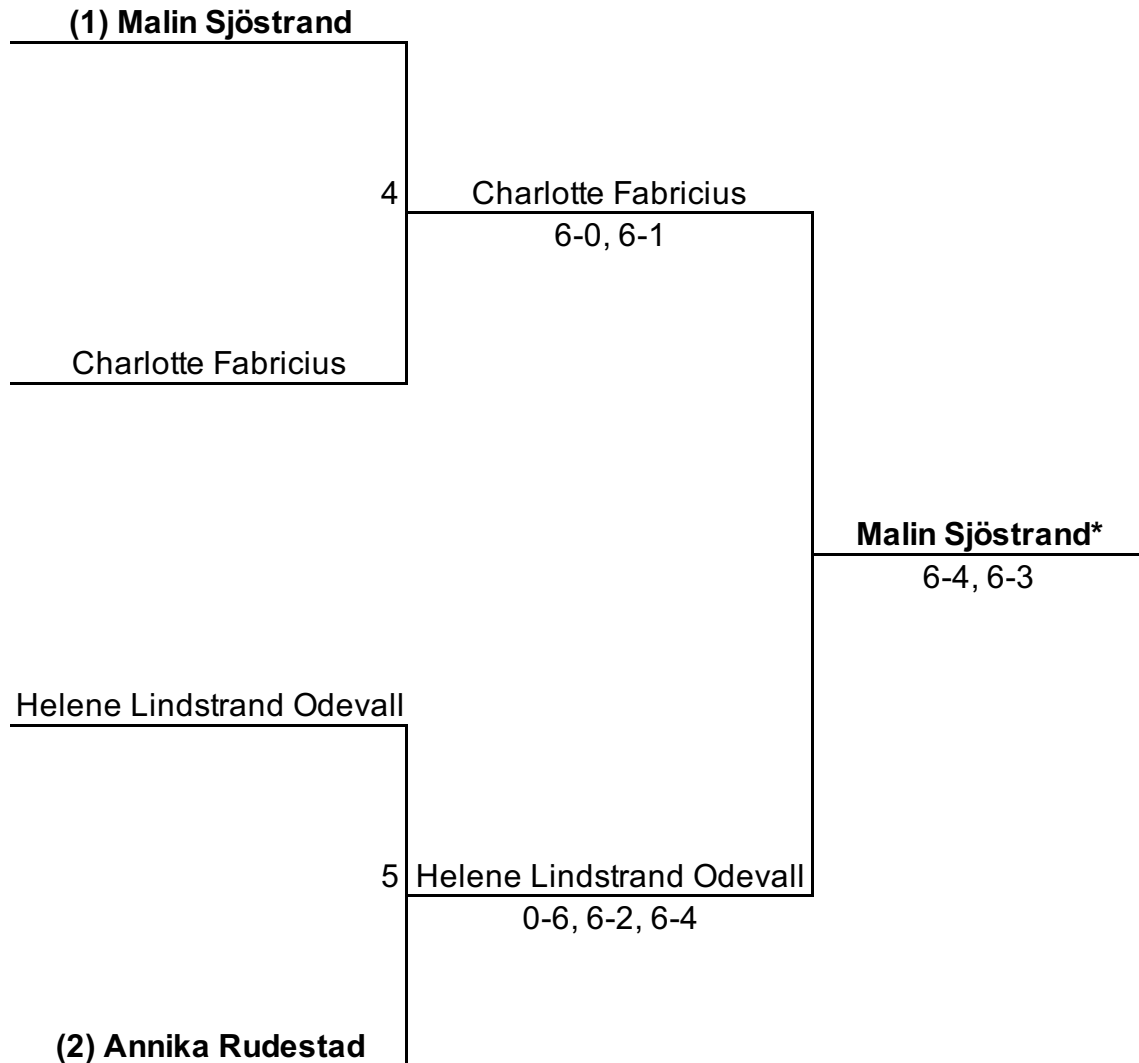 (1) Malin Sjöstrand
4 Charlotte Fabricius
6-0, 6-1
Charlotte Fabricius
Malin Sjöstrand*
6-4, 6-3
Helene Lindstrand Odevall
5 Helene Lindstrand Odevall
0-6, 6-2, 6-4
(2) Annika Rudestad